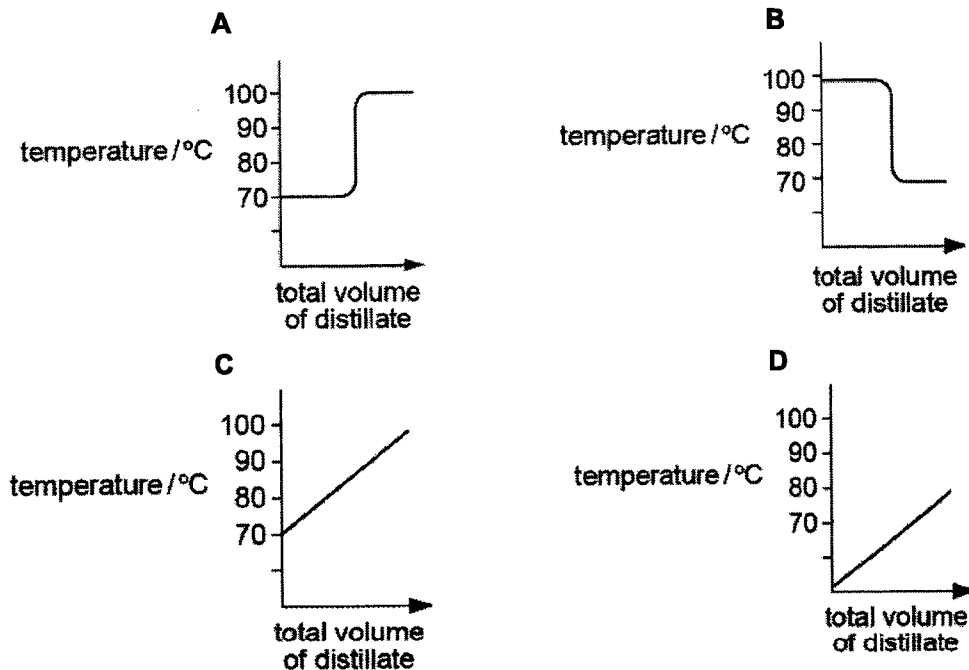 A
100
90
temperature/°C
80
70
total volume
of distillate
B
100
90
temperature/°C
80
70
total volume
of distillate
C
100
90
temperature/°C
80
70
total volume
of distillate
D
100
90
temperature/°C
80
70
total volume
of distillate